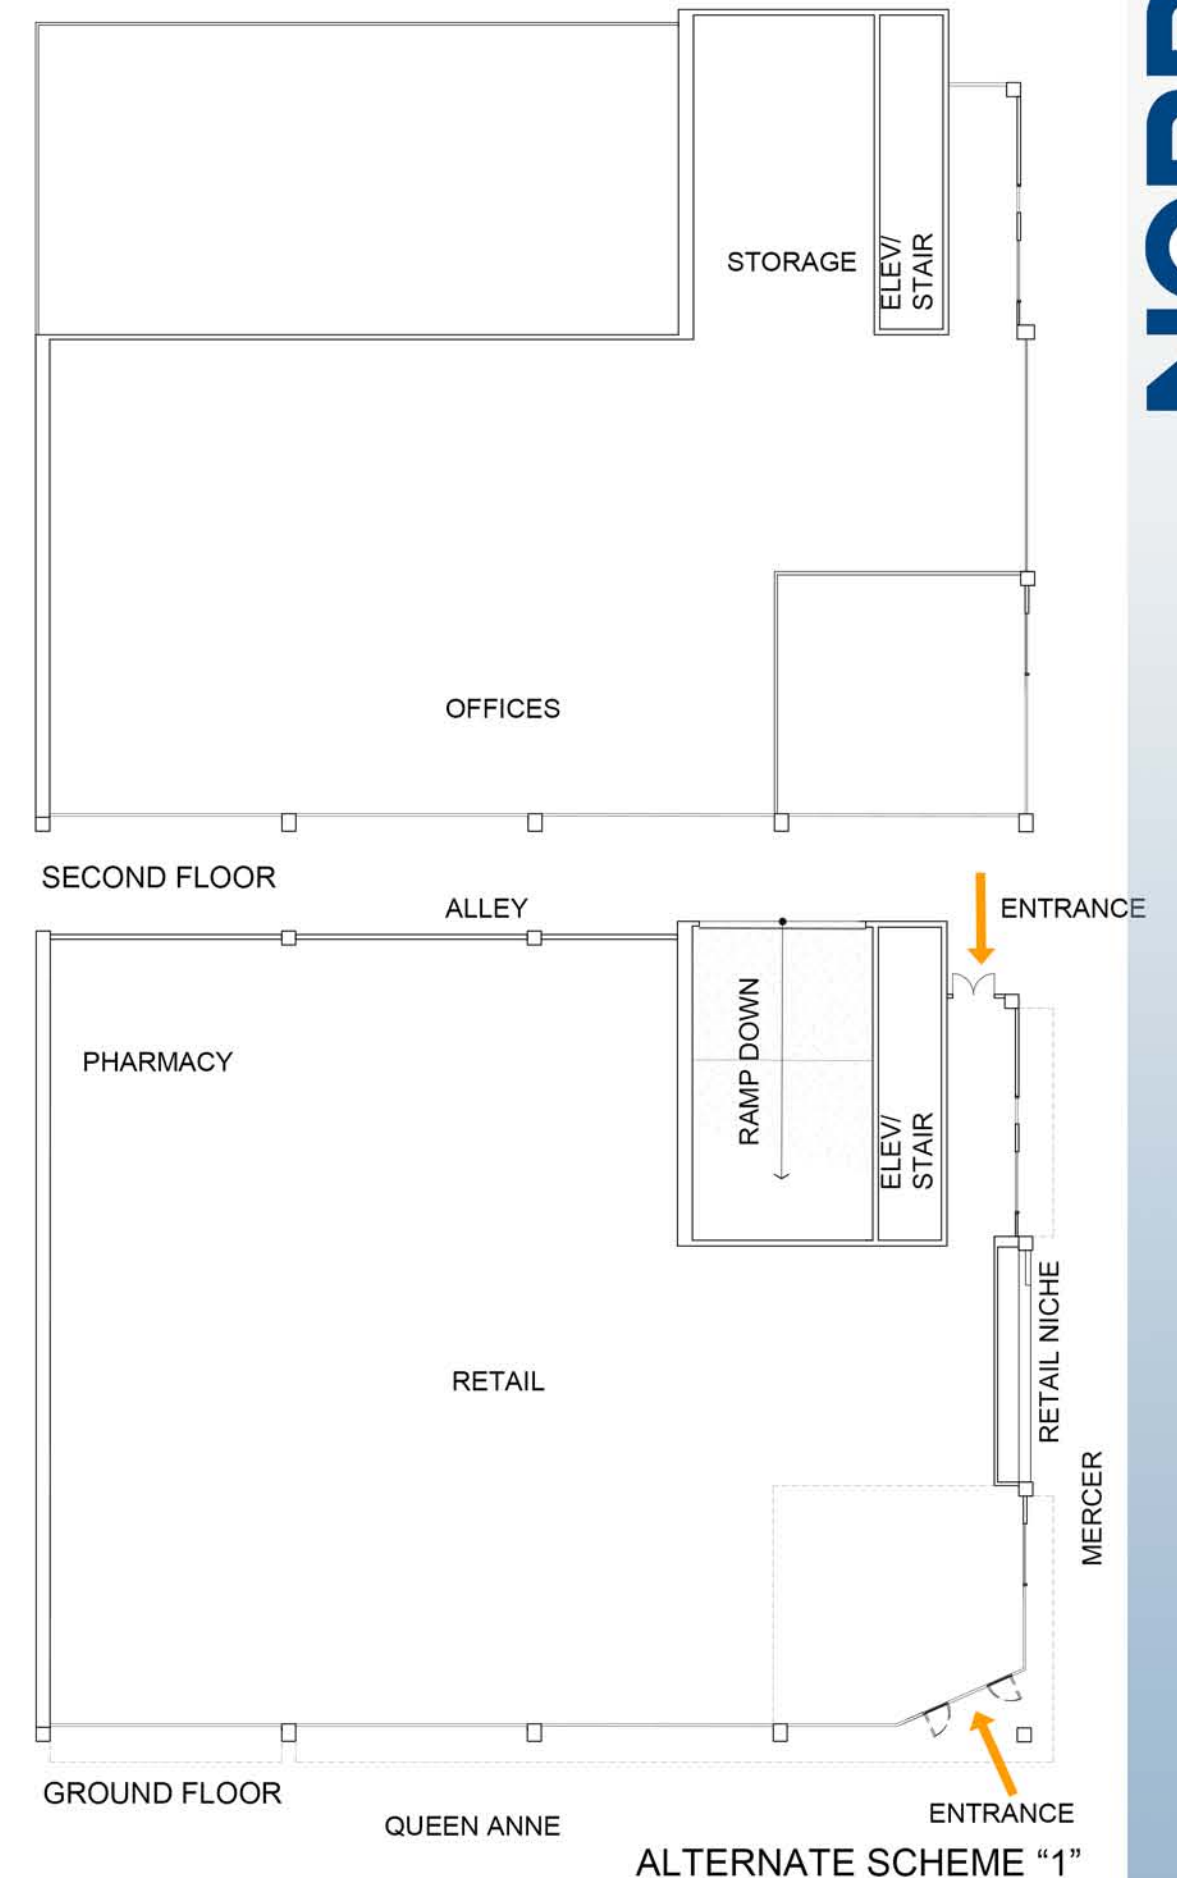 STORAGE
ELEV/
STAIR
OFFICES
SECOND FLOOR
ALLEY
ENTRANCE
PHARMACY
RAMP DOWN
ELEV/
STAIR
RETAIL
RETAIL NICHE
MERCER
GROUND FLOOR
QUEEN ANNE
ENTRANCE
ALTERNATE SCHEME “1”